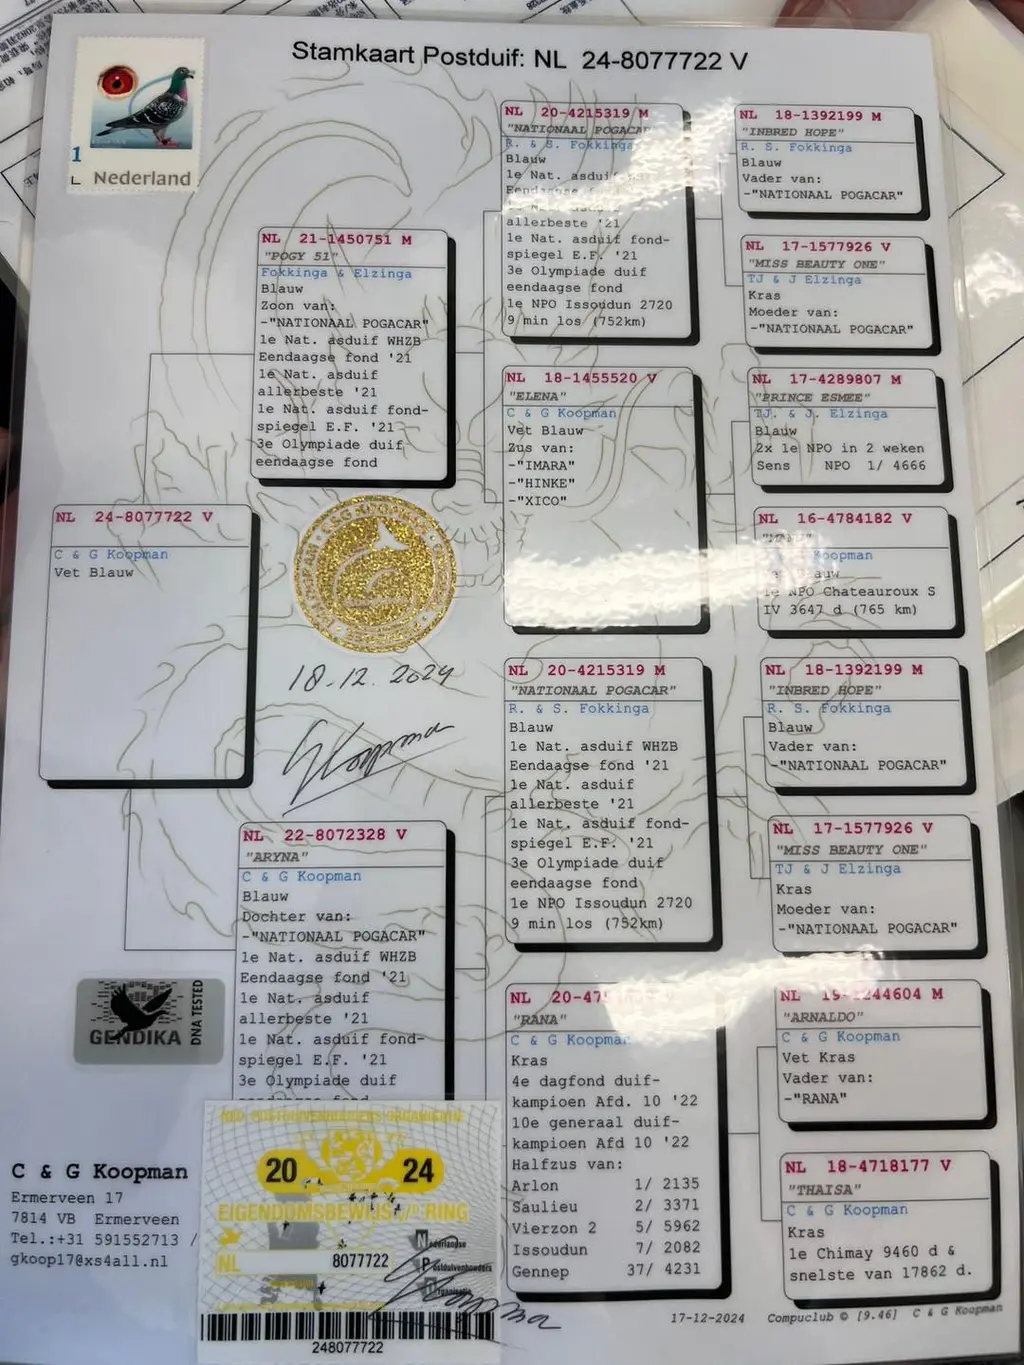 Stamkaart Postduif: NL 24-8077722 V
1
Nederland
NL 24-8077722 V
C & G Koopman
Vet Blauw
NL 21-1450751 M
"POGY 51"
Fokkinga & Elzinga
Blauw
Zoon van:
-"NATIONAAL POGACAR"
1e Nat. asduif WHZB
Eendaagse fond '21
1e Nat. asduif
allerbeste '21
1e Nat. asduif fond-
spiegel E.F. '21
3e Olympiade duif
eendaagse fond
NL 22-8072328 V
"ARYNA"
C & G Koopman
Blauw
Dochter van:
-"NATIONAAL POGACAR"
1e Nat. asduif WHZB
Eendaagse fond '21
1e Nat. asduif
allerbeste '21
1e Nat. asduif fond-
spiegel E.F. '21
3e Olympiade duif
NL 20-4215319 M
"NATIONAAL POGACAR
R. & S. Fokkinga
Blauw
1e Nat. asduif
Eendaagse
asduif
allerbeste '21
1e Nat. asduif fond-
spiegel E.F. '21
3e Olympiade duif
eendaagse fond
1e NPO Issoudun 2720
9 min los (752km)
NL 18-1455520 V
"ELENA"
C & G Koopman
Vet Blauw
Zus van:
-"IMARA"
-"HINKE"
-"XICO"
NL 20-4215319 M
"NATIONAAL POGACAR"
R. & S. Fokkinga
Blauw
1e Nat. asduif WHZB
Eendaagse fond '21
1e Nat. asduif
allerbeste '21
1e Nat. asduif fond-
spiegel E.F. '21
3e Olympiade duif
eendaagse fond
1e NPO Issoudun 2720
9 min los (752km)
NL
"RANA"
C & G Koopman
Kras
4e dagfond duif-
kampioen Afd. 10 '22
10e generaal duif-
kampioen Afd 10 '22
Halfzus van:
Arlon 1/ 2135
Saulieu 2/ 3371
Vierzon 2 5/ 5962
Issoudun 7/ 2082
Gennep 37/ 4231
NL 18-1392199 M
"INBRED HOPE"
R. S. Fokkinga
Blauw
Vader van:
-"NATIONAAL POGACAR"
NL 17-1577926 V
"MISS BEAUTY ONE"
TJ & J Elzinga
Kras
Moeder van:
-"NATIONAAL POGACAR"
NL 17-4289807 M
"PRINCE ESMEE"
TJ. & J. Elzinga
Blauw
2x 1e NPO in 2 weken
Sens NPO 1/ 4666
NL 16-4784182 V
Koopman
1e NPO Chateauroux S
IV 3647 d (765 km)
NL 18-1392199 M
"INBRED HOPE"
R. S. Fokkinga
Blauw
Vader van:
-"NATIONAAL POGACAR"
NL 17-1577926 V
"MISS BEAUTY ONE"
TJ & J Elzinga
Kras
Moeder van:
-"NATIONAAL POGACAR"
NL 19-1244604 M
"ARNALDO"
C & G Koopman
Vet Kras
Vader van:
-"RANA"
NL 18-4718177 V
"THAISA"
C & G Koopman
Kras
1e Chimay 9460 d &
snelste van 17862 d.
18.12.2024
GKoopman
GENDIKA
DNA TESTED
C & G Koopman
Ermerveen 17
7814 VB Ermerveen
Tel.:+31 591552713 /
gkoop17@xs4all.nl
20 24
EIGENDOMSBEWIJS RING
NL 8077722
Nederlandse
Postduivenhouders
Organisatie
248077722
17-12-2024 Compuclub © [9.46] C & G Koopman